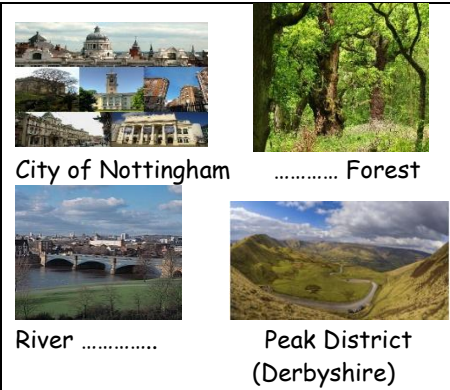 City of Nottingham
………… Forest
River …………..
Peak District
(Derbyshire)